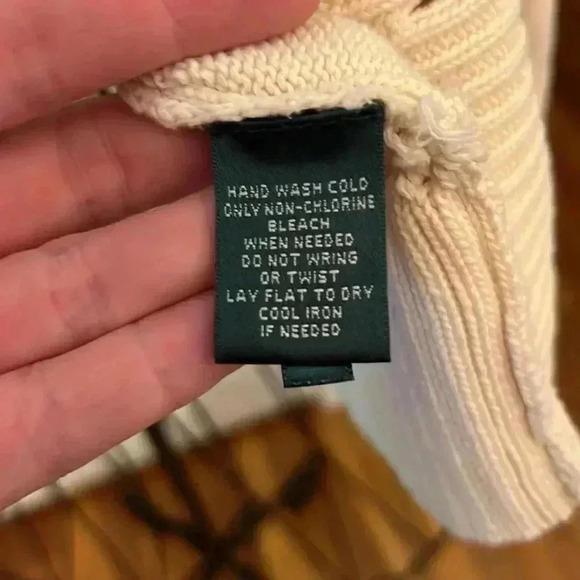 HAND WASH COLD
ONLY NON-CHLORINE
BLEACH
WHEN NEEDED
DO NOT WRING
OR TWIST
LAY FLAT TO DRY
COOL IRON
IF NEEDED